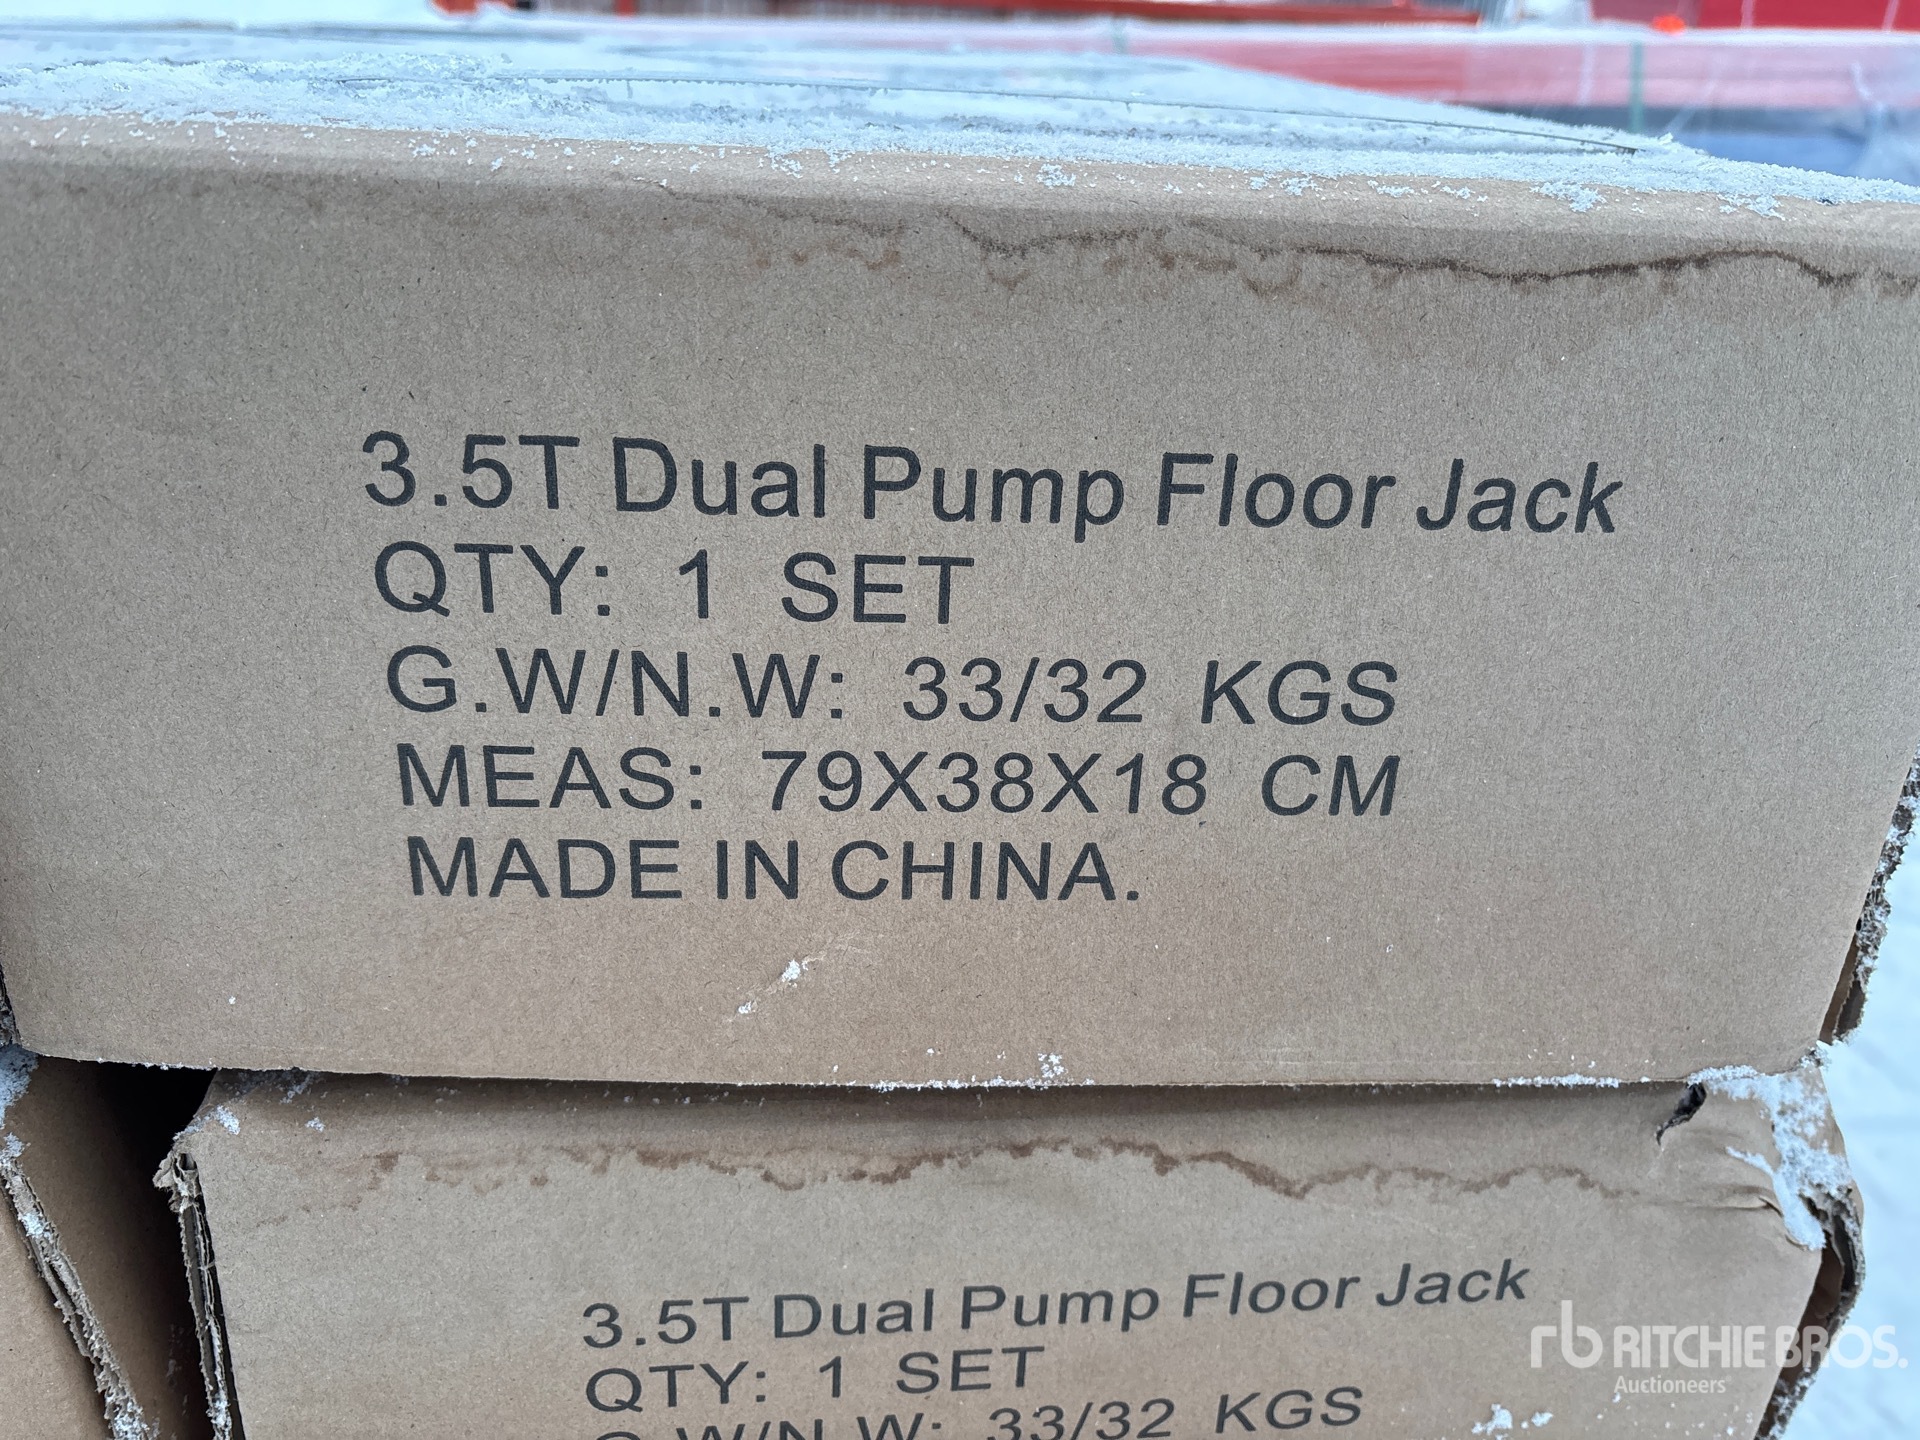 3.5T Dual Pump Floor Jack
QTY: 1 SET
G.W/N.W: 33/32 KGS
MEAS: 79X38X18 CM
MADE IN CHINA.
3.5T Dual Pump Floor Jack
QTY: 1 SET
G.W/N.W: 33/32 KGS
rb RITCHIE BROS.
Auctioneers